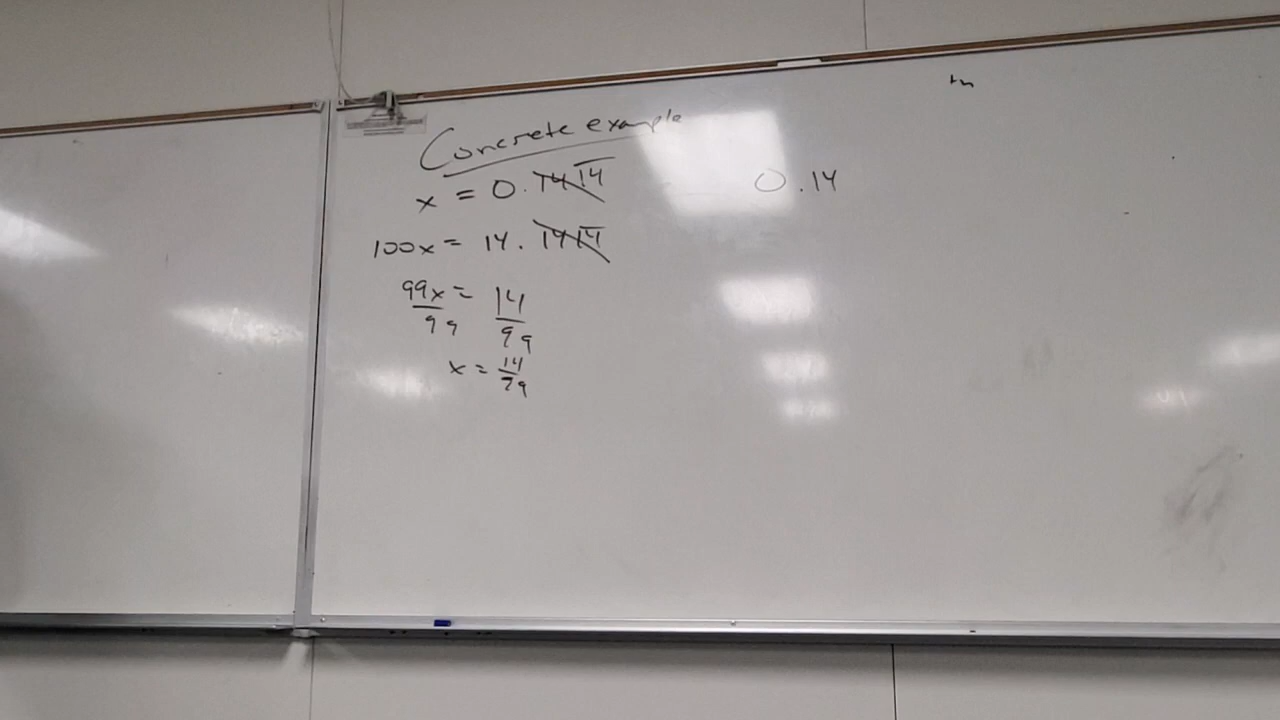 Concrete example
x = 0.1414
100x = 14.1414
99x = 14
99 99
x = 14
99
0.14